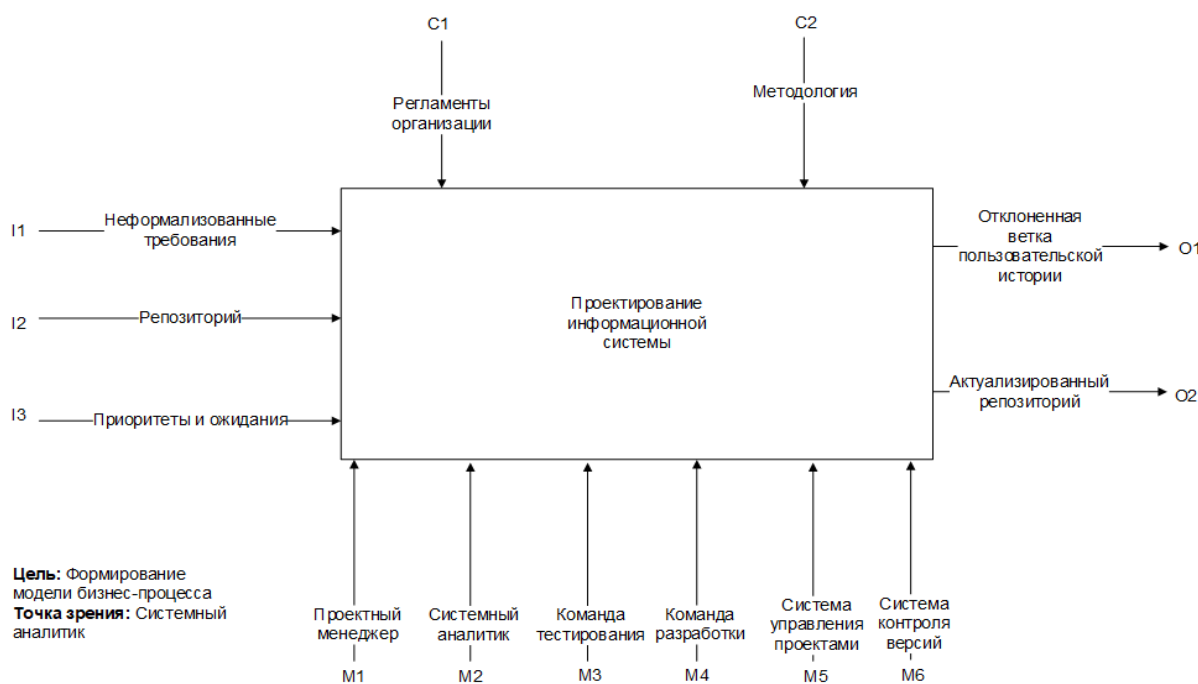 C1
C2
Регламенты
организации
Методология
I1
Неформализованные
требования
I2
Репозиторий
I3
Приоритеты и ожидания
Проектирование
информационной
системы
Отклоненная
ветка
пользовательской
истории
O1
Актуализированный
репозиторий
O2
Цель: Формирование
модели бизнес-процесса
Точка зрения: Системный
аналитик
Проектный
менеджер
M1
Системный
аналитик
M2
Команда
тестирования
M3
Команда
разработки
M4
Система
управления
проектами
M5
Система
контроля
версий
M6